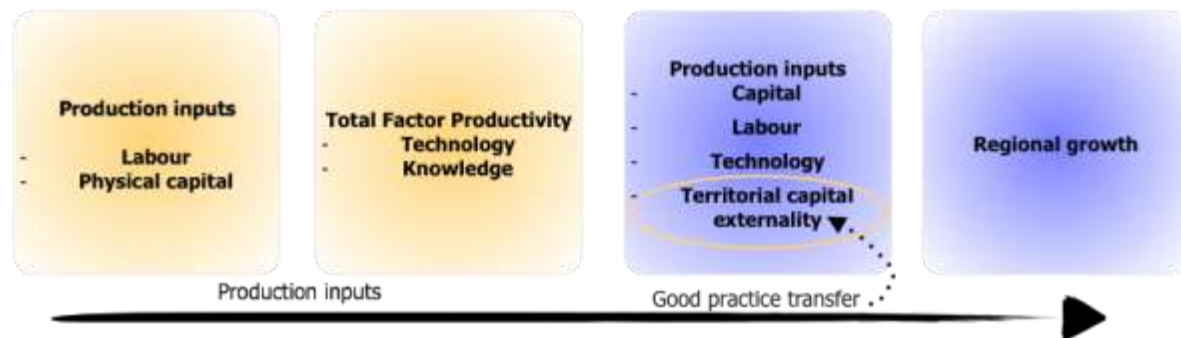 Production inputs
- Labour
- Physical capital
Total Factor Productivity
- Technology
- Knowledge
Production inputs
- Capital
- Labour
- Technology
- Territorial capital
externality
Regional growth
Production inputs
Good practice transfer